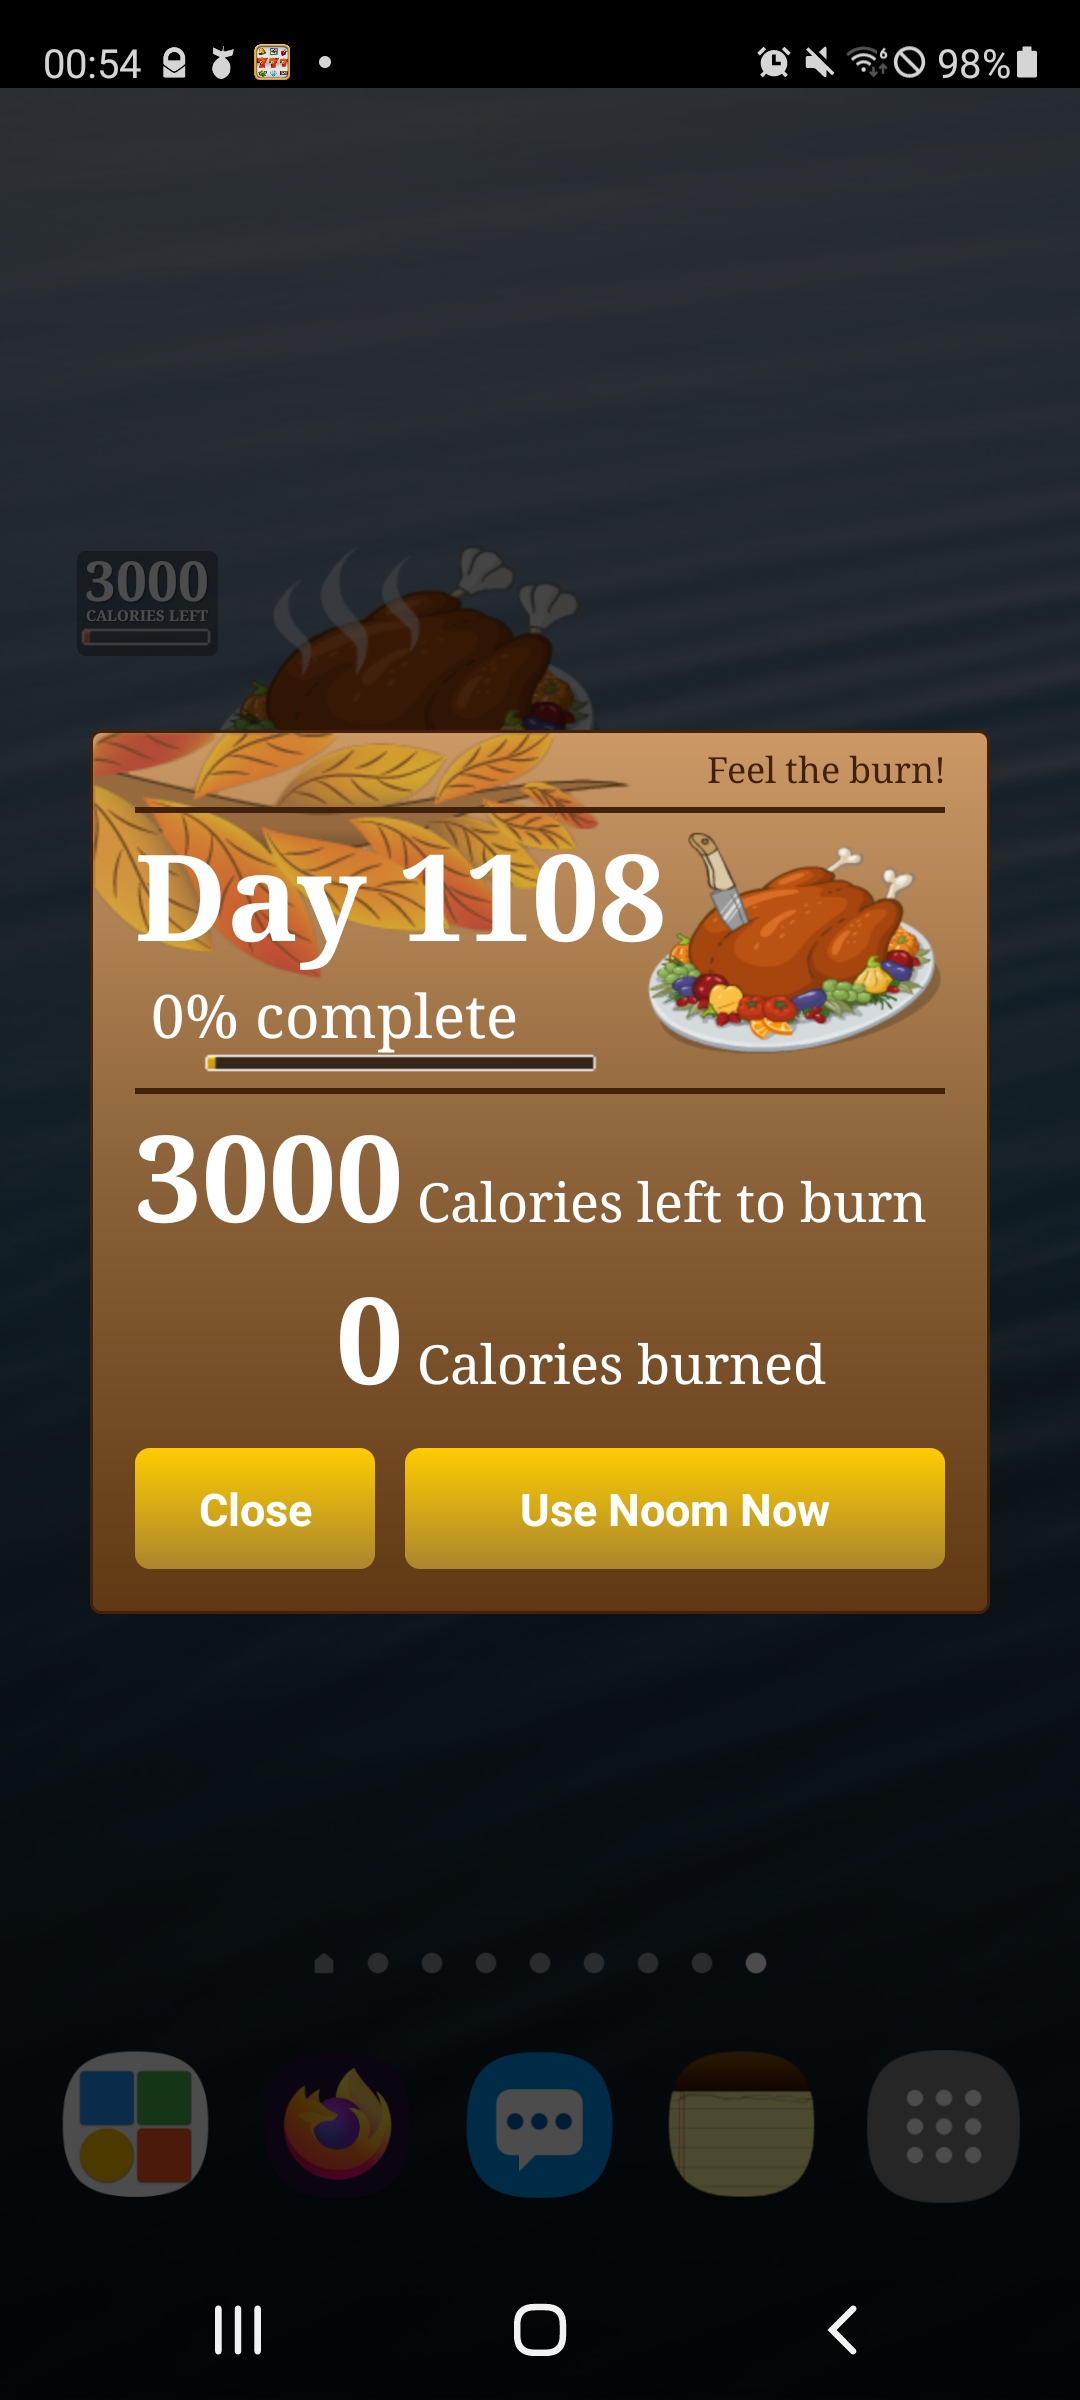 00:54
6 98%
3000
CALORIES LEFT
Feel the burn!
Day 1108
0% complete
3000 Calories left to burn
0 Calories burned
Close
Use Noom Now